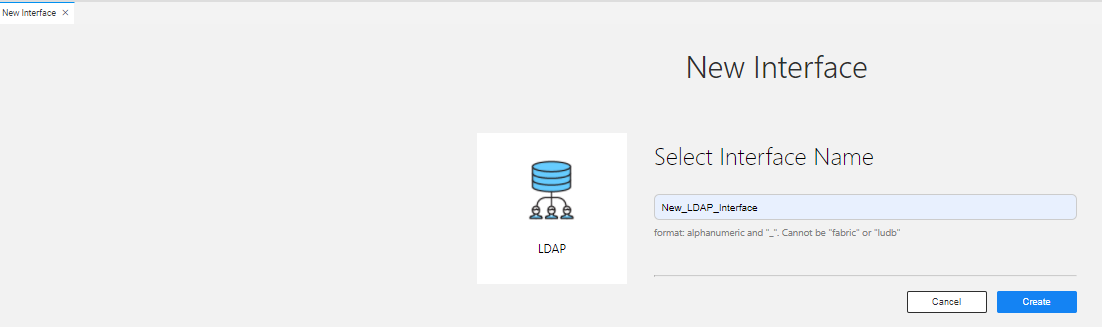 New Interface ×
New Interface
LDAP
Select Interface Name
New_LDAP_Interface
format: alphanumeric and "_". Cannot be "fabric" or "ludb"
Cancel
Create